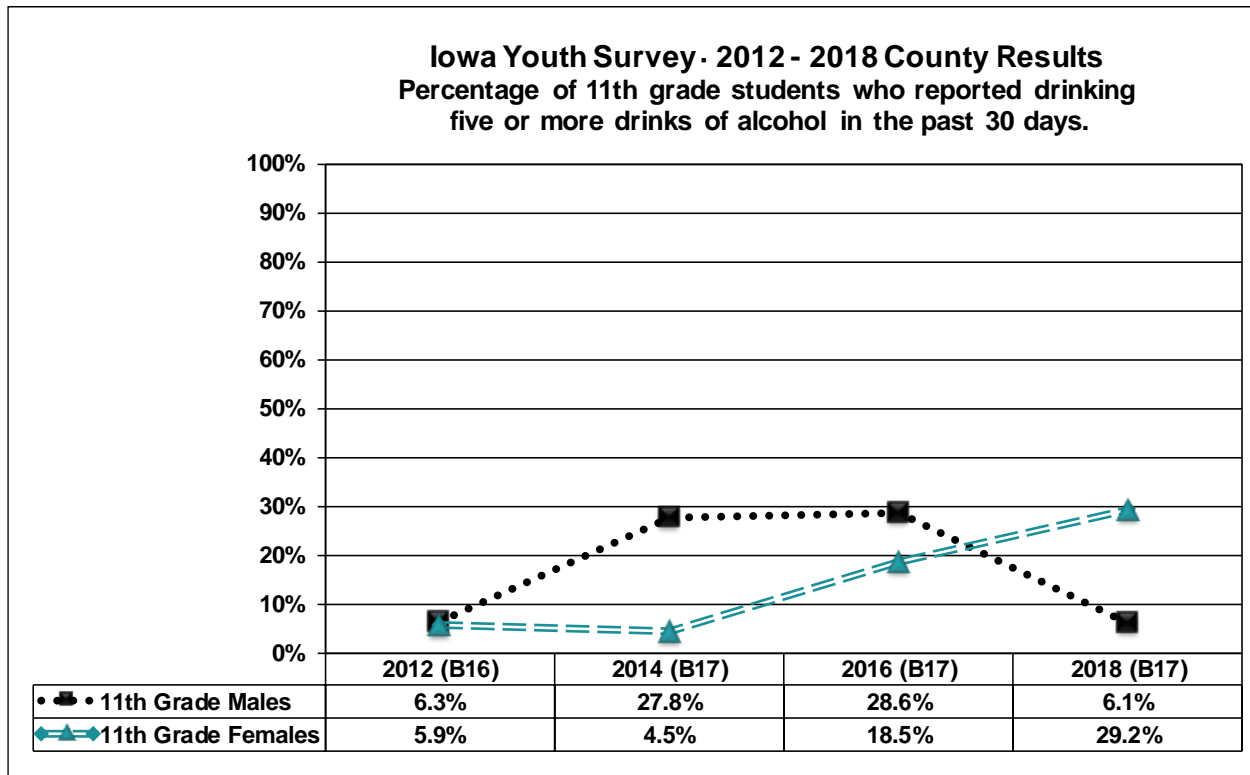 Iowa Youth Survey · 2012 - 2018 County Results
Percentage of 11th grade students who reported drinking
five or more drinks of alcohol in the past 30 days.
100%
90%
80%
70%
60%
50%
40%
30%
20%
10%
0%
2012 (B16) 2014 (B17) 2016 (B17) 2018 (B17)
11th Grade Males 6.3% 27.8% 28.6% 6.1%
11th Grade Females 5.9% 4.5% 18.5% 29.2%